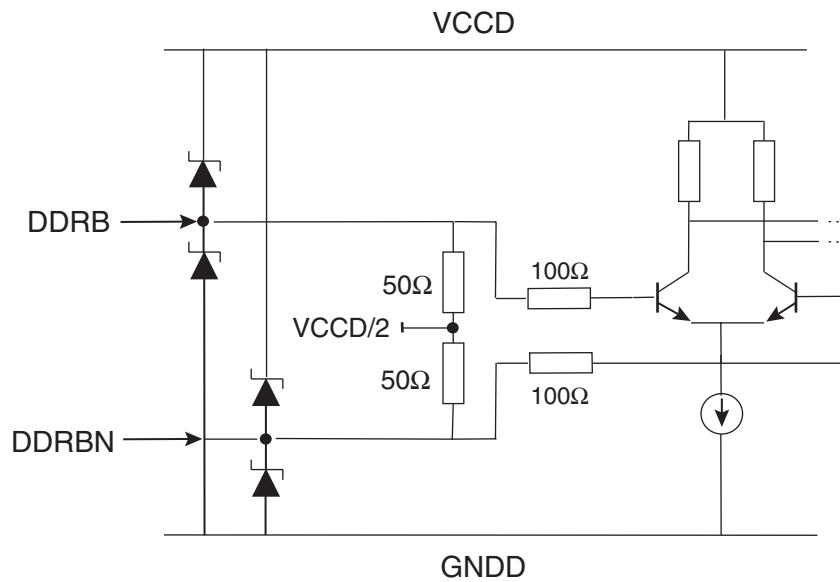 VCCD
DDRB
50Ω
100Ω
VCCD/2
50Ω
100Ω
DDRBN
GNDD